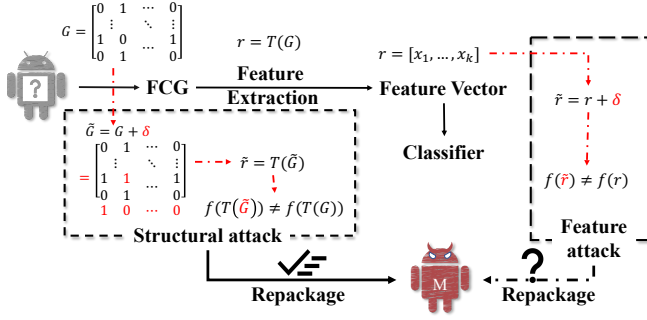 G = [0 1 ⋯ 0
⋮ ⋱ ⋮
1 0 ⋯ 1
0 1 ⋯ 0]
?
r = T(G)
FCG
Feature
Extraction
r = [x₁, …, xₖ]
Feature Vector
Classifier
G̃ = G + δ
= [0 1 ⋯ 0
⋮ ⋱ ⋮
1 1 ⋯ 1
0 1 ⋯ 0
1 0 ⋯ 0]
r̃ = T(G̃)
f(T(G̃)) ≠ f(T(G))
Structural attack
r̃ = r + δ
f(r̃) ≠ f(r)
Feature
attack
Repackage
M
?
Repackage